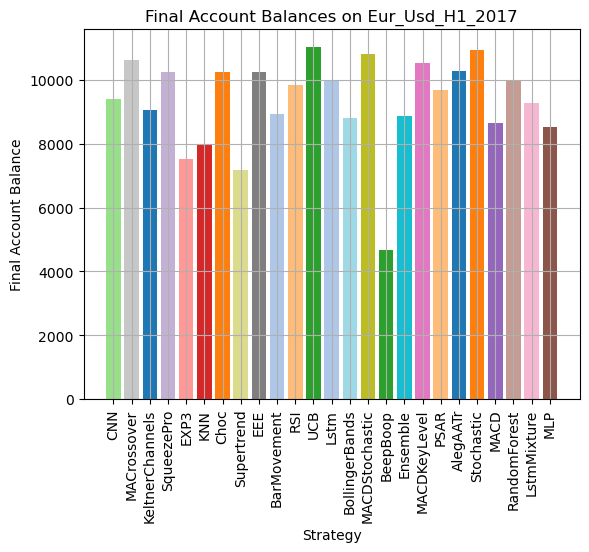 Final Account Balances on Eur_Usd_H1_2017
Final Account Balance
10000
8000
6000
4000
2000
0
CNN
MACrossover
KeltnerChannels
SqueezePro
EXP3
KNN
Choc
Supertrend
EEE
BarMovement
RSI
UCB
Lstm
BollingerBands
MACDStochastic
BeepBoop
Ensemble
MACDKeyLevel
PSAR
AlegAATr
Stochastic
MACD
RandomForest
LstmMixture
MLP
Strategy